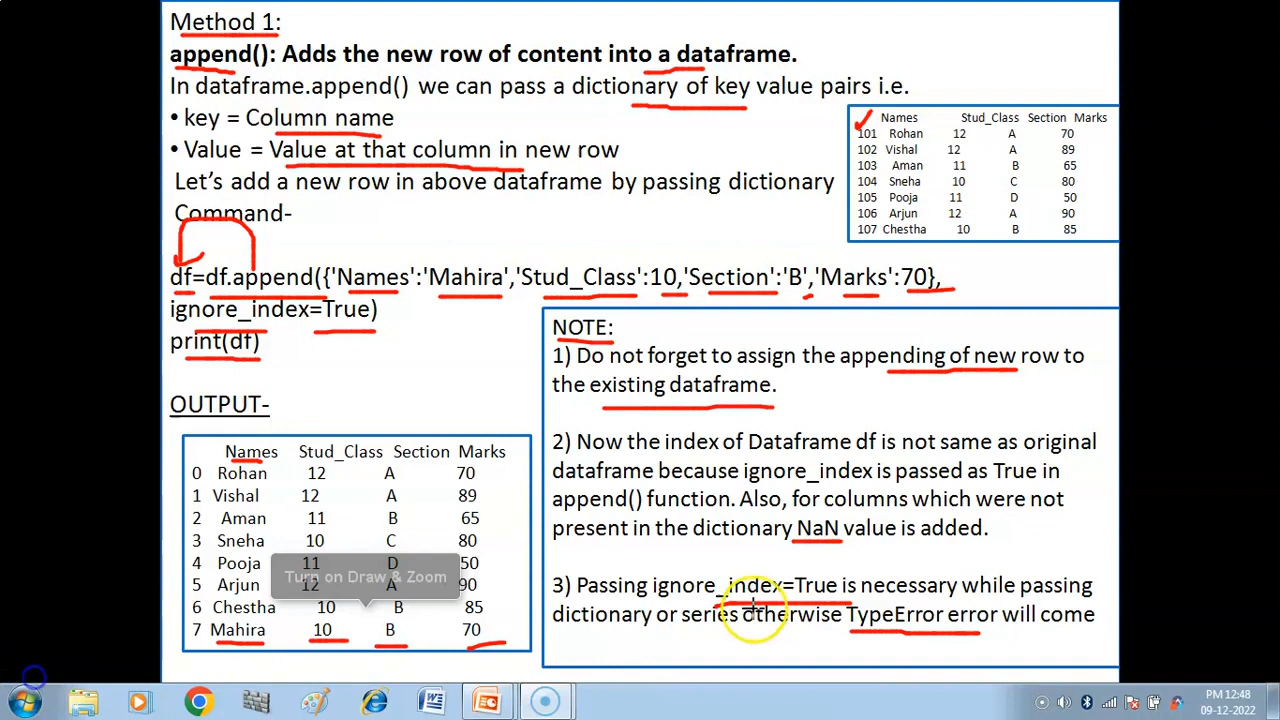 Method 1:
append(): Adds the new row of content into a dataframe.
In dataframe.append() we can pass a dictionary of key value pairs i.e.
• key = Column name
• Value = Value at that column in new row
Let's add a new row in above dataframe by passing dictionary
Command-
Names Stud_Class Section Marks
101 Rohan 12 A 70
102 Vishal 12 A 89
103 Aman 11 B 65
104 Sneha 10 C 80
105 Pooja 11 D 50
106 Arjun 12 A 90
107 Chestha 10 B 85
df=df.append({'Names':'Mahira','Stud_Class':10,'Section':'B','Marks':70},
ignore_index=True)
print(df)
OUTPUT-
Names Stud_Class Section Marks
0 Rohan 12 A 70
1 Vishal 12 A 89
2 Aman 11 B 65
3 Sneha 10 C 80
4 Pooja 11 D 50
5 Arjun 12 A 90
6 Chestha 10 B 85
7 Mahira 10 B 70
Turn on Draw & Zoom
NOTE:
1) Do not forget to assign the appending of new row to
the existing dataframe.
2) Now the index of Dataframe df is not same as original
dataframe because ignore_index is passed as True in
append() function. Also, for columns which were not
present in the dictionary NaN value is added.
3) Passing ignore_index=True is necessary while passing
dictionary or series otherwise TypeError error will come
PM 12:48
09-12-2022